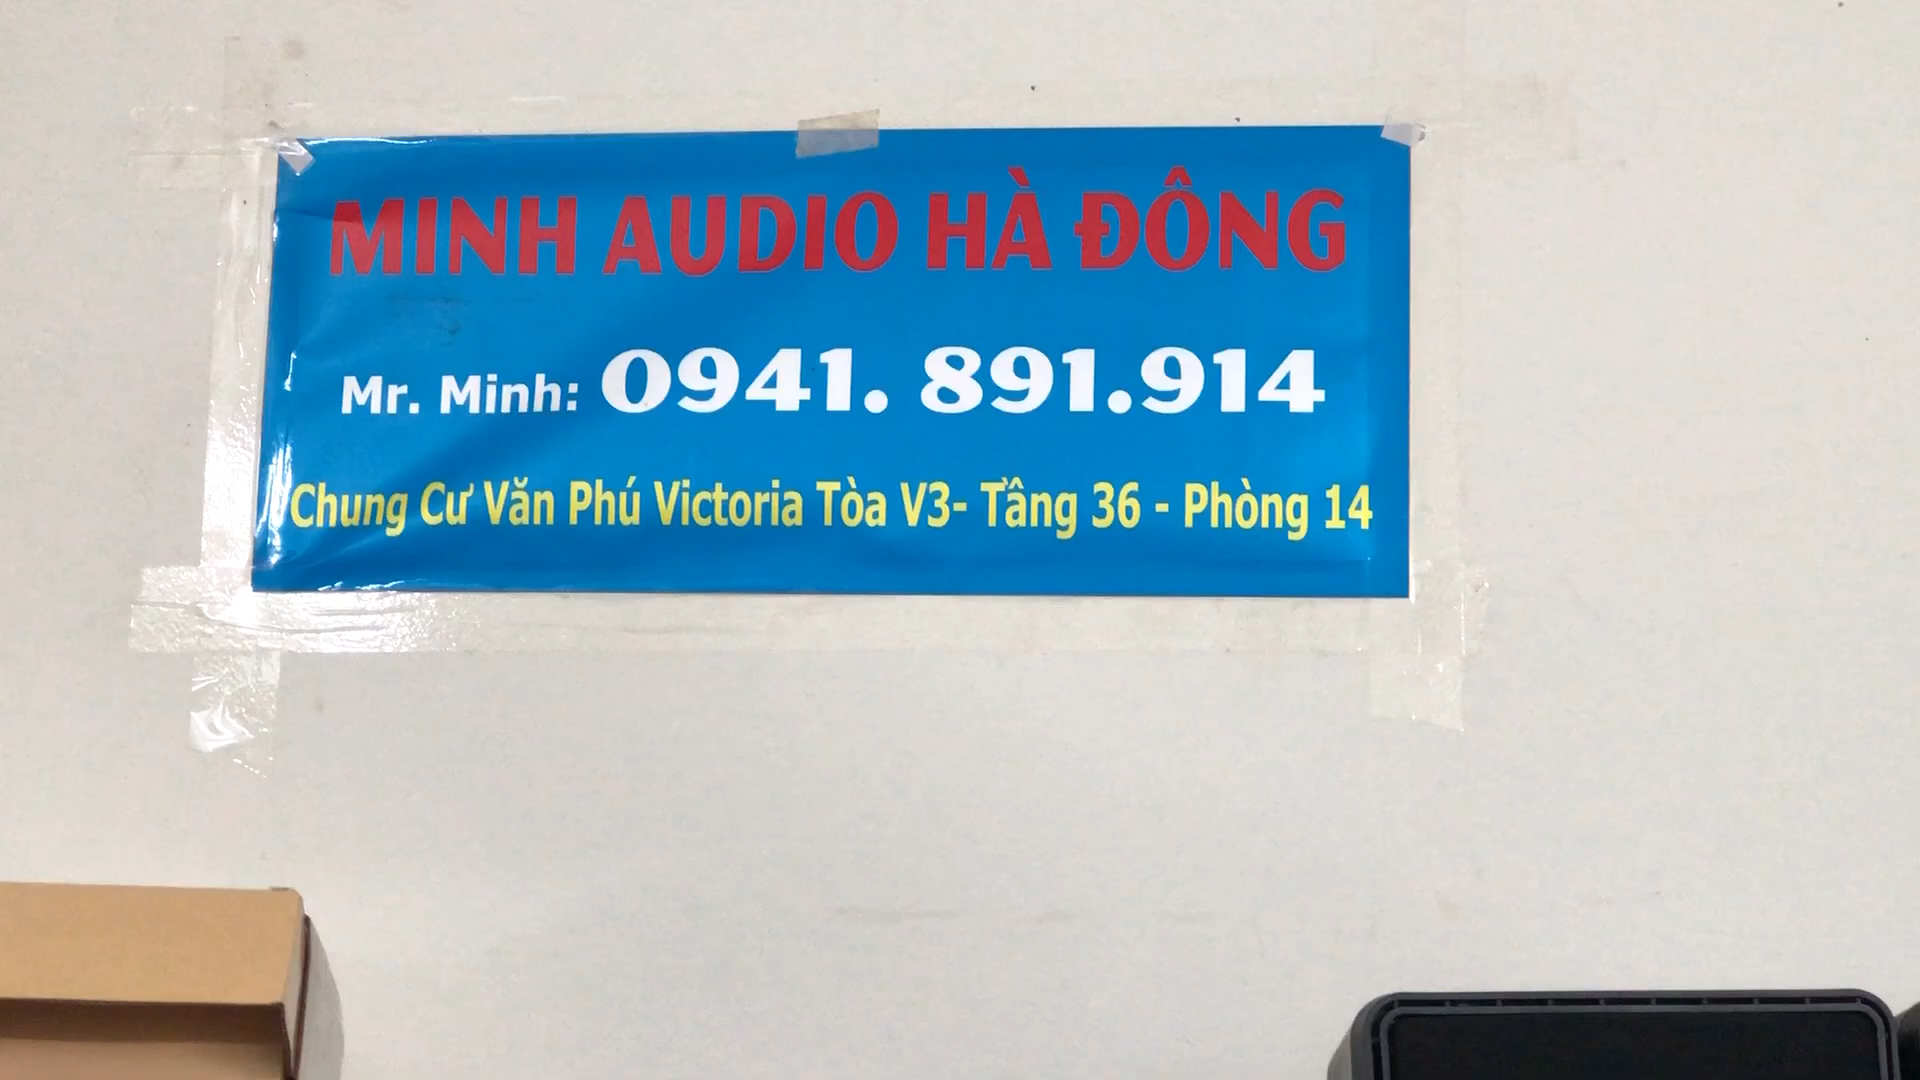 MINH AUDIO HÀ ĐÔNG
Mr. Minh: 0941. 891.914
Chung Cư Văn Phú Victoria Tòa V3- Tầng 36 - Phòng 14